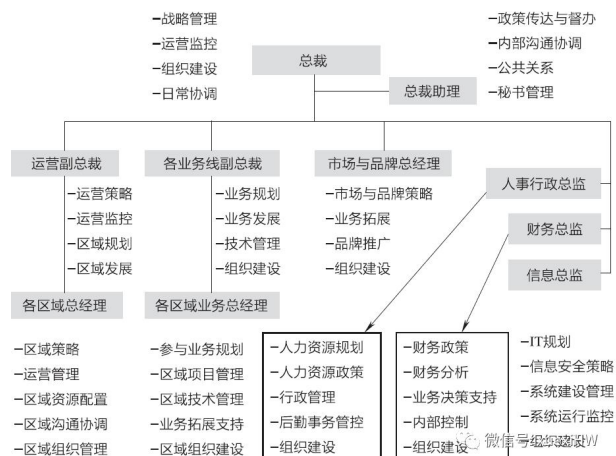 -战略管理
-运营监控
-组织建设
-日常协调
总裁
-政策传达与督办
-内部沟通协调
-公共关系
-秘书管理
总裁助理
运营副总裁
-运营策略
-运营监控
-区域规划
-区域发展
各业务线副总裁
-业务规划
-业务发展
-技术管理
-组织建设
市场与品牌总经理
-市场与品牌策略
-业务拓展
-品牌推广
-组织建设
人事行政总监
财务总监
信息总监
各区域总经理
-区域策略
-运营管理
-区域资源配置
-区域沟通协调
-区域组织管理
各区域业务总经理
-参与业务规划
-区域项目管理
-区域技术管理
-业务拓展支持
-区域组织建设
-人力资源规划
-人力资源政策
-行政管理
-后勤事务管控
-组织建设
-财务政策
-财务分析
-业务决策支持
-内部控制
-组织建设
-IT规划
-信息安全策略
-系统建设管理
-系统运行监控
-组织建设
微信号